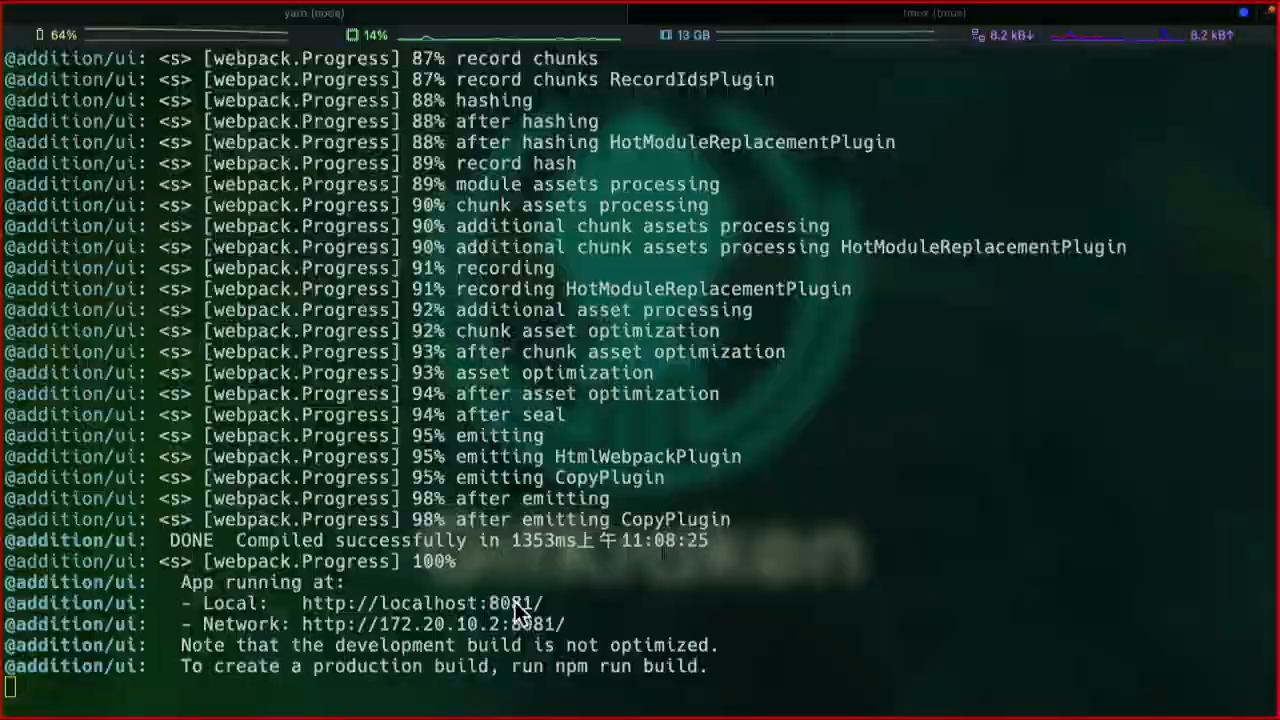 yarn (node)
tmux (tmux)
64%
14%
13 GB
8.2 kB↓
8.2 kB↑
@addition/ui: <s> [webpack.Progress] 87% record chunks
@addition/ui: <s> [webpack.Progress] 87% record chunks RecordIdsPlugin
@addition/ui: <s> [webpack.Progress] 88% hashing
@addition/ui: <s> [webpack.Progress] 88% after hashing
@addition/ui: <s> [webpack.Progress] 88% after hashing HotModuleReplacementPlugin
@addition/ui: <s> [webpack.Progress] 89% record hash
@addition/ui: <s> [webpack.Progress] 89% module assets processing
@addition/ui: <s> [webpack.Progress] 90% chunk assets processing
@addition/ui: <s> [webpack.Progress] 90% additional chunk assets processing
@addition/ui: <s> [webpack.Progress] 90% additional chunk assets processing HotModuleReplacementPlugin
@addition/ui: <s> [webpack.Progress] 91% recording
@addition/ui: <s> [webpack.Progress] 91% recording HotModuleReplacementPlugin
@addition/ui: <s> [webpack.Progress] 92% additional asset processing
@addition/ui: <s> [webpack.Progress] 92% chunk asset optimization
@addition/ui: <s> [webpack.Progress] 93% after chunk asset optimization
@addition/ui: <s> [webpack.Progress] 93% asset optimization
@addition/ui: <s> [webpack.Progress] 94% after asset optimization
@addition/ui: <s> [webpack.Progress] 94% after seal
@addition/ui: <s> [webpack.Progress] 95% emitting
@addition/ui: <s> [webpack.Progress] 95% emitting HtmlWebpackPlugin
@addition/ui: <s> [webpack.Progress] 95% emitting CopyPlugin
@addition/ui: <s> [webpack.Progress] 98% after emitting
@addition/ui: <s> [webpack.Progress] 98% after emitting CopyPlugin
@addition/ui:  DONE  Compiled successfully in 1353ms上午11:08:25
@addition/ui: <s> [webpack.Progress] 100%
@addition/ui:   App running at:
@addition/ui:   - Local:   http://localhost:8081/
@addition/ui:   - Network: http://172.20.10.2:8081/
@addition/ui:   Note that the development build is not optimized.
@addition/ui:   To create a production build, run npm run build.